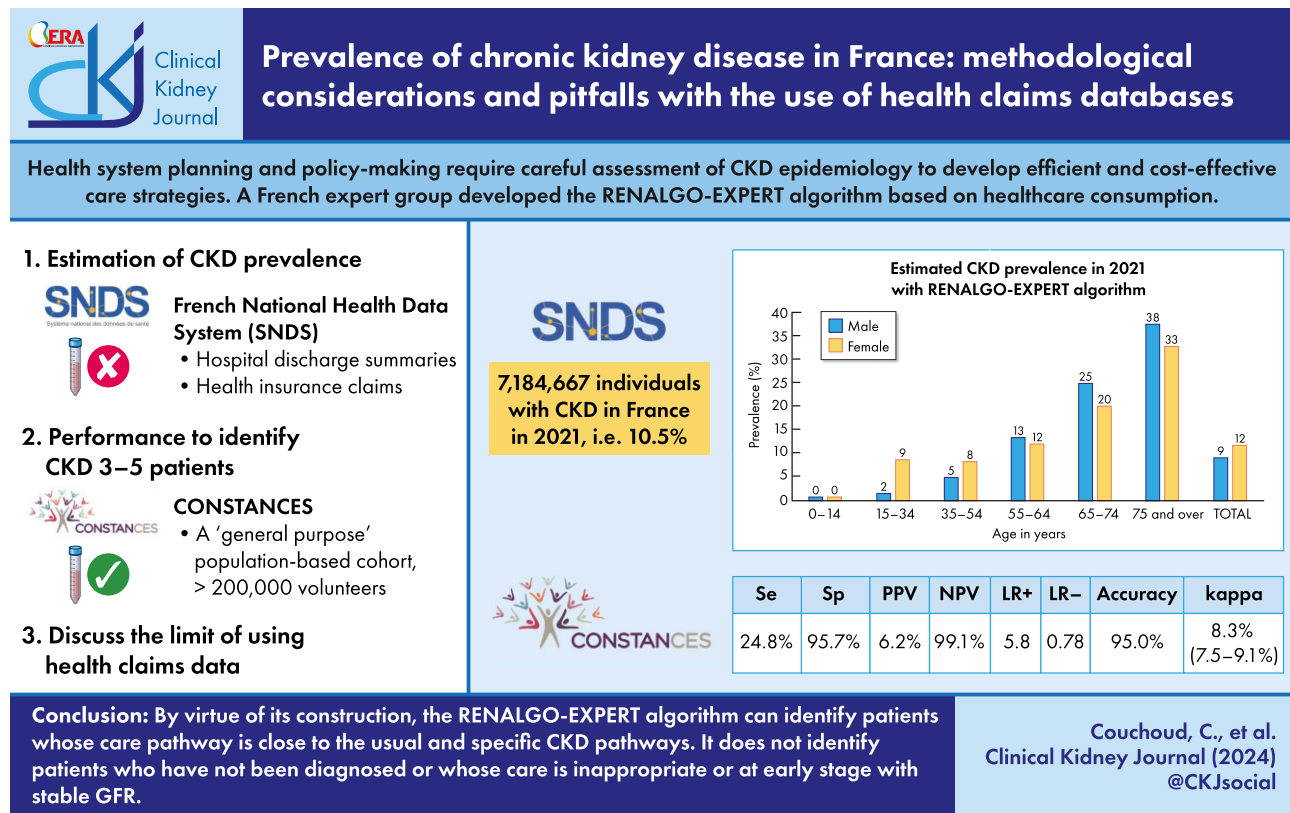 ERA
CKJ
Clinical
Kidney
Journal
Prevalence of chronic kidney disease in France: methodological
considerations and pitfalls with the use of health claims databases
Health system planning and policy-making require careful assessment of CKD epidemiology to develop efficient and cost-effective
care strategies. A French expert group developed the RENALGO-EXPERT algorithm based on healthcare consumption.
1. Estimation of CKD prevalence
SNDS
Système national des données de santé
French National Health Data
System (SNDS)
• Hospital discharge summaries
• Health insurance claims
2. Performance to identify
CKD 3–5 patients
CONSTANCES
CONSTANCES
• A ‘general purpose’
population-based cohort,
> 200,000 volunteers
3. Discuss the limit of using
health claims data
SNDS
7,184,667 individuals
with CKD in France
in 2021, i.e. 10.5%
Estimated CKD prevalence in 2021
with RENALGO-EXPERT algorithm
Male
Female
Prevalence (%)
40
35
30
25
20
15
10
5
0
0 0
2 9
5 8
13 12
25 20
38 33
9 12
0–14 15–34 35–54 55–64 65–74 75 and over TOTAL
Age in years
CONSTANCES
Se Sp PPV NPV LR+ LR– Accuracy kappa
24.8% 95.7% 6.2% 99.1% 5.8 0.78 95.0% 8.3%
(7.5–9.1%)
Conclusion: By virtue of its construction, the RENALGO-EXPERT algorithm can identify patients
whose care pathway is close to the usual and specific CKD pathways. It does not identify
patients who have not been diagnosed or whose care is inappropriate or at early stage with
stable GFR.
Couchoud, C., et al.
Clinical Kidney Journal (2024)
@CKJsocial